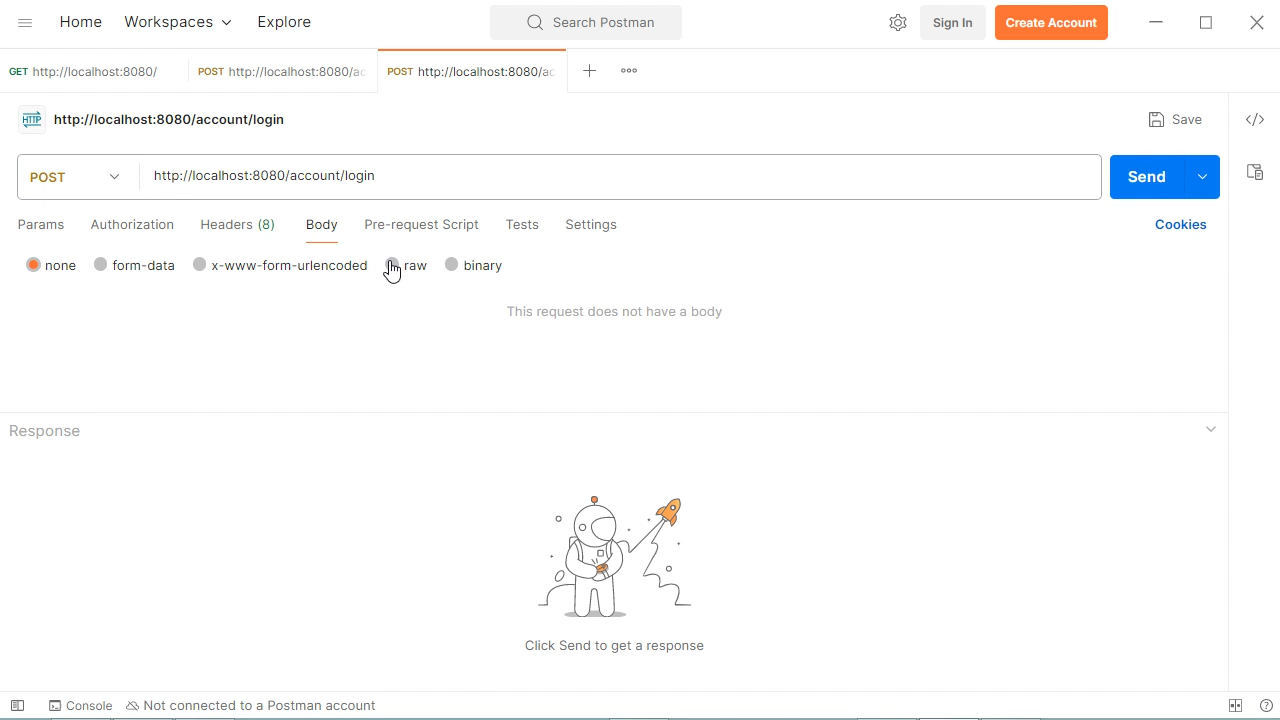 Home Workspaces Explore Search Postman Sign In Create Account
GET http://localhost:8080/ POST http://localhost:8080/ac POST http://localhost:8080/ac
HTTP http://localhost:8080/account/login Save </>
POST http://localhost:8080/account/login Send
Params Authorization Headers (8) Body Pre-request Script Tests Settings Cookies
none form-data x-www-form-urlencoded raw binary
This request does not have a body
Response
Click Send to get a response
Console Not connected to a Postman account